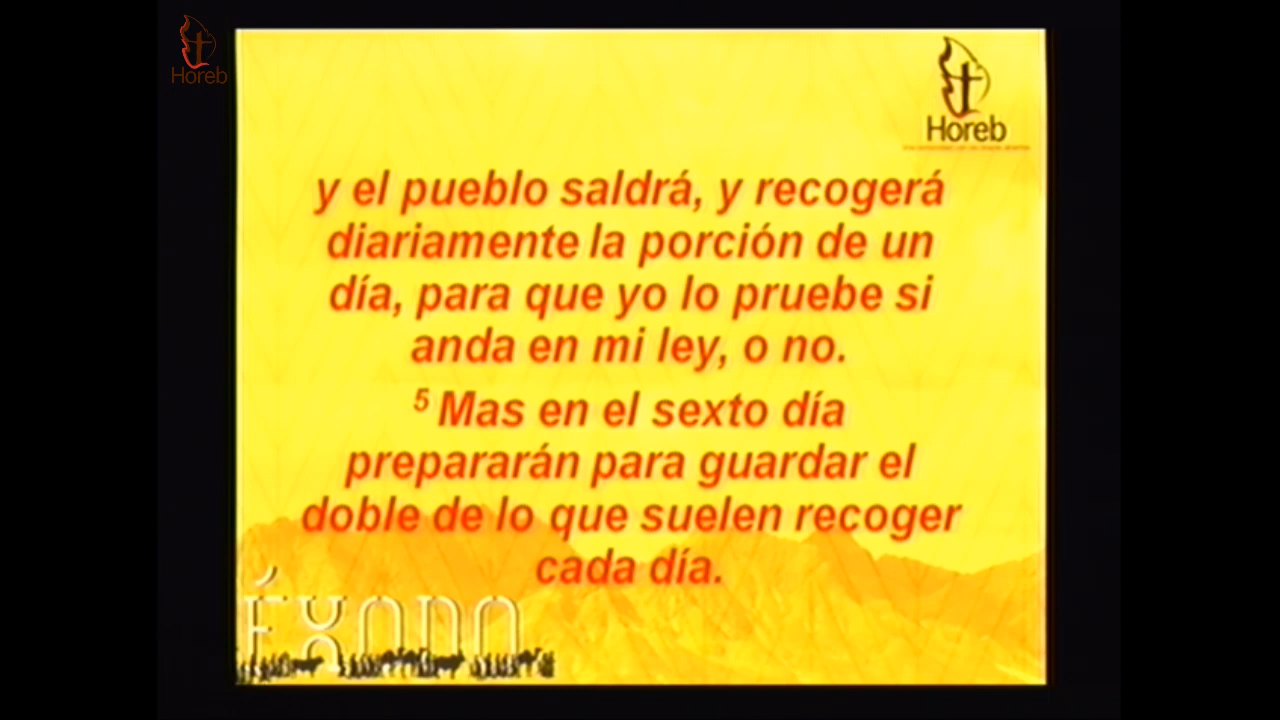 Horeb
Horeb
y el pueblo saldrá, y recogerá
diariamente la porción de un
día, para que yo lo pruebe si
anda en mi ley, o no.
5 Mas en el sexto día
prepararán para guardar el
doble de lo que suelen recoger
cada día.
ÉXODO